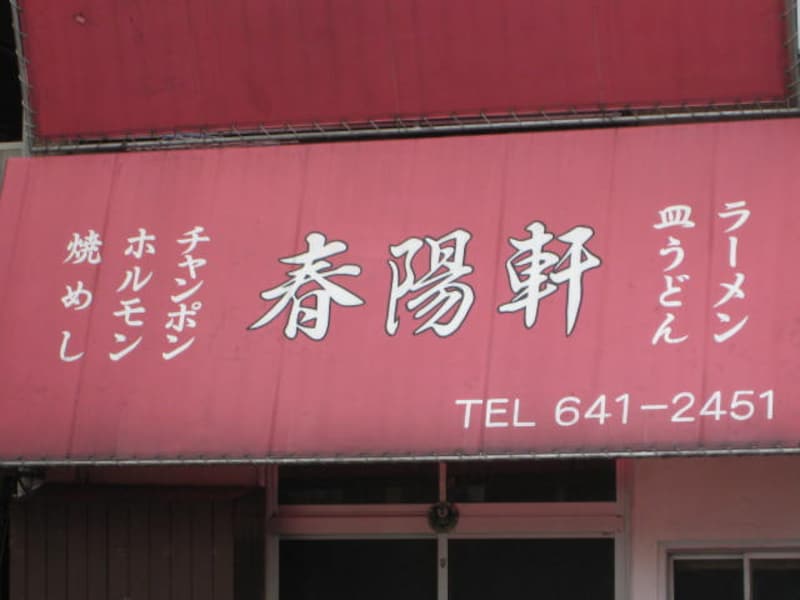 ラーメン
皿うどん
春陽軒
チャンポン
ホルモン
焼めし
TEL 641-2451